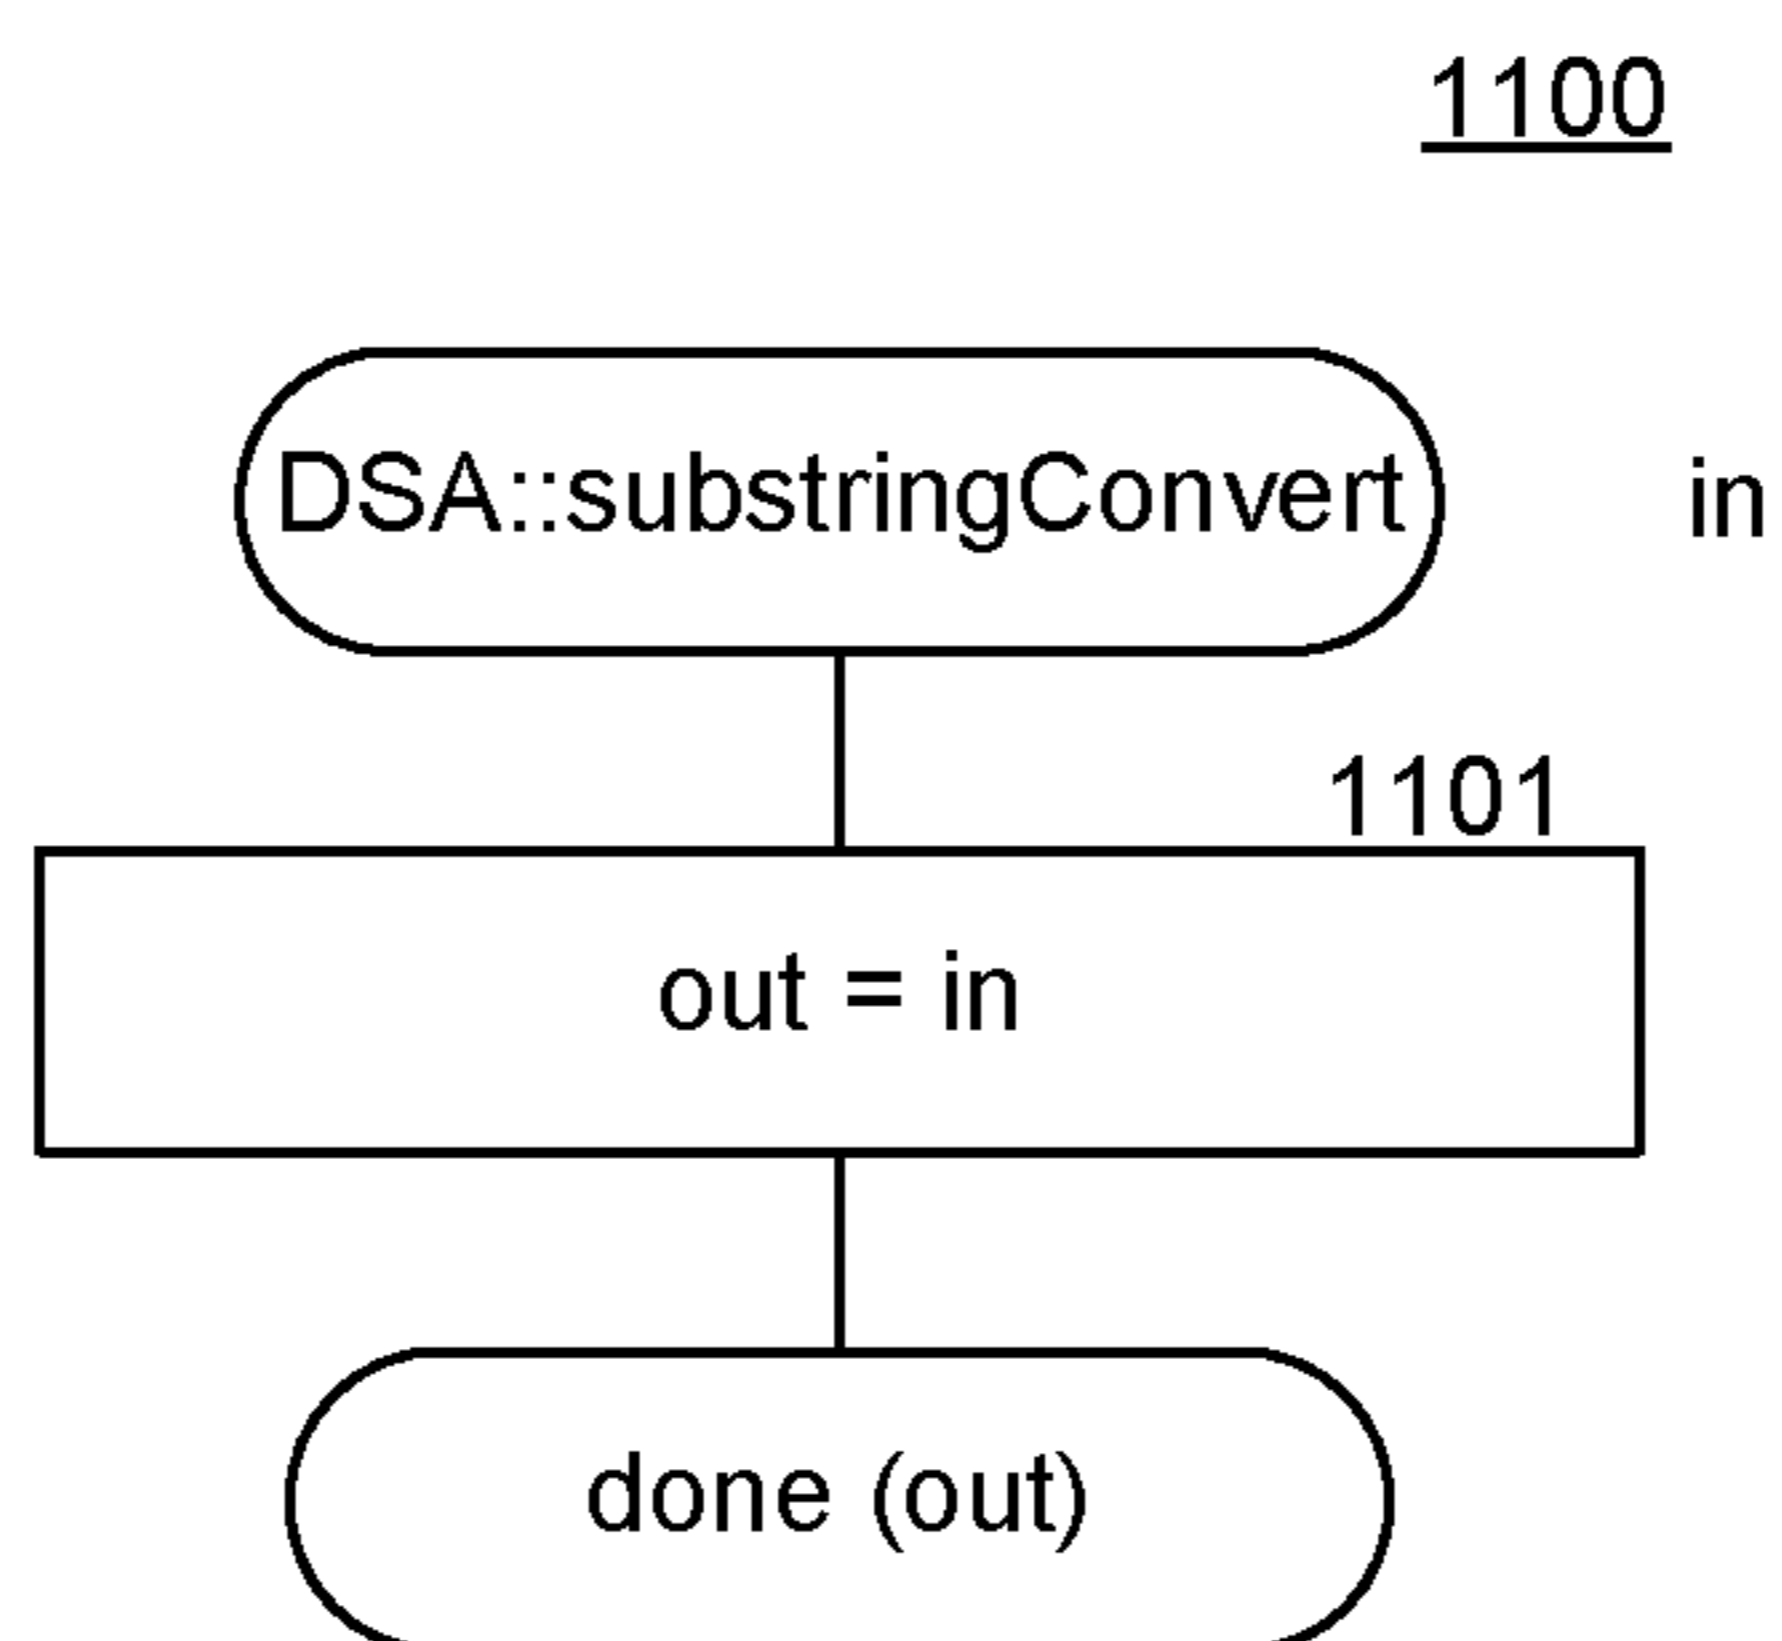 1100
DSA::substringConvert in
1101
out = in
done (out)